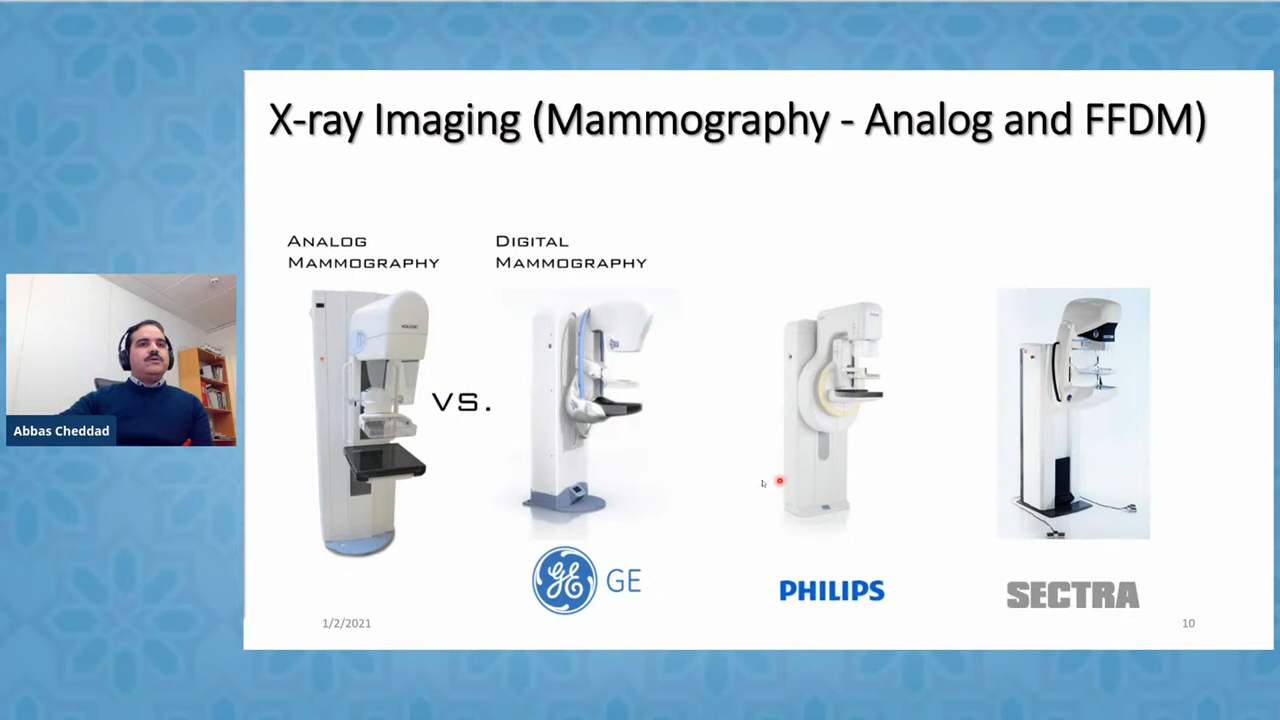 X-ray Imaging (Mammography - Analog and FFDM)
ANALOG
MAMMOGRAPHY
DIGITAL
MAMMOGRAPHY
VS.
Abbas Cheddad
GE
GE
PHILIPS
SECTRA
1/2/2021
10